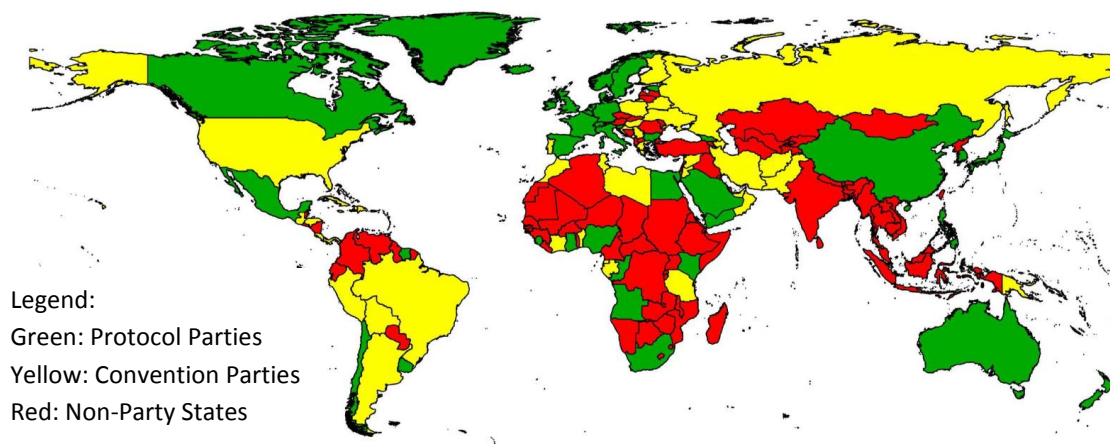 Legend:
Green: Protocol Parties
Yellow: Convention Parties
Red: Non-Party States